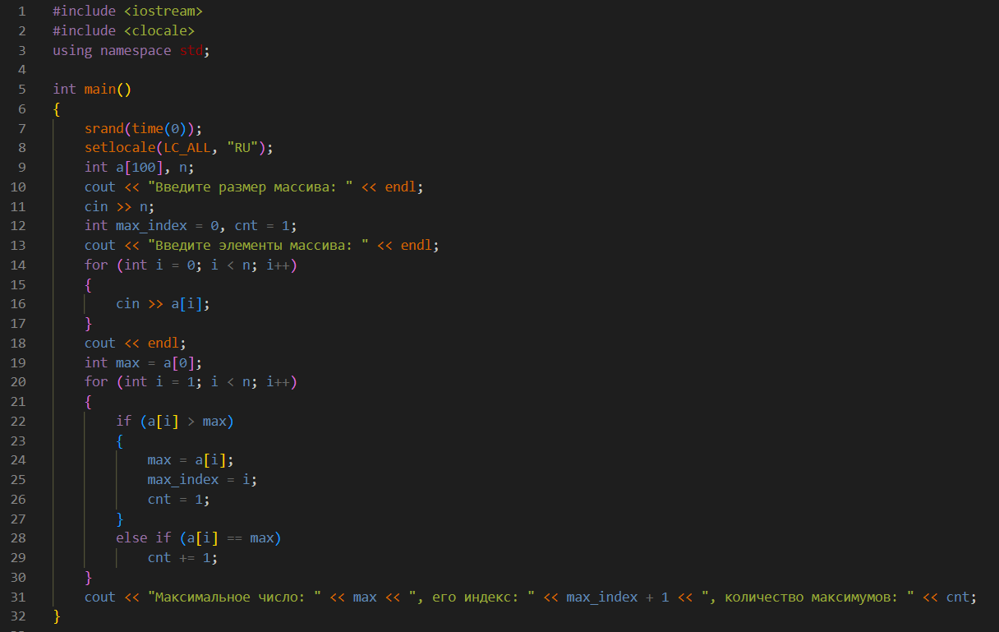 1 #include <iostream>
2 #include <clocale>
3 using namespace std;
4
5 int main()
6 {
7     srand(time(0));
8     setlocale(LC_ALL, "RU");
9     int a[100], n;
10     cout << "Введите размер массива: " << endl;
11     cin >> n;
12     int max_index = 0, cnt = 1;
13     cout << "Введите элементы массива: " << endl;
14     for (int i = 0; i < n; i++)
15     {
16         cin >> a[i];
17     }
18     cout << endl;
19     int max = a[0];
20     for (int i = 1; i < n; i++)
21     {
22         if (a[i] > max)
23         {
24             max = a[i];
25             max_index = i;
26             cnt = 1;
27         }
28         else if (a[i] == max)
29             cnt += 1;
30     }
31     cout << "Максимальное число: " << max << ", его индекс: " << max_index + 1 << ", количество максимумов: " << cnt;
32 }